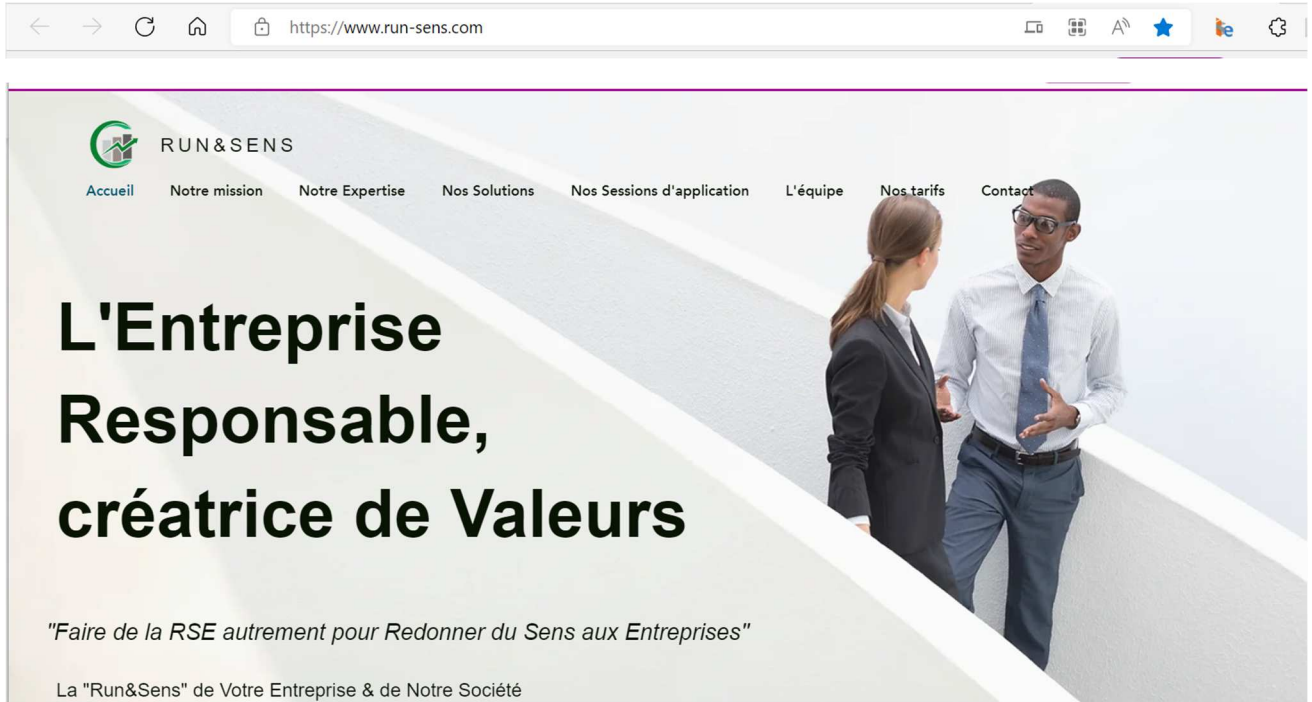 https://www.run-sens.com
RUN&SENS
Accueil Notre mission Notre Expertise Nos Solutions Nos Sessions d'application L'équipe Nos tarifs Contact
L'Entreprise
Responsable,
créatrice de Valeurs
"Faire de la RSE autrement pour Redonner du Sens aux Entreprises"
La "Run&Sens" de Votre Entreprise & de Notre Société